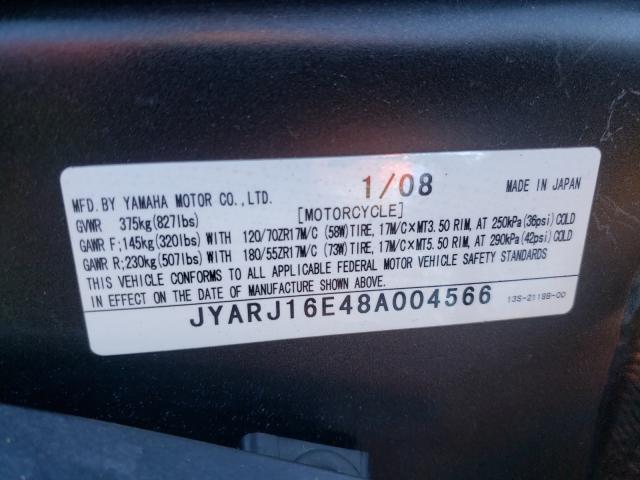 1/08
MFD.BY YAMAHA MOTOR CO.,LTD. MADE IN JAPAN
GVWR 375kg(827lbs) [MOTORCYCLE]
GAWR F;145kg(320lbs) WITH 120/70ZR17M/C (58W)TIRE, 17M/C×MT3.50 RIM, AT 250kPa(36psi)COLD
GAWR R;230kg(507lbs) WITH 180/55ZR17M/C (73W)TIRE, 17M/C×MT5.50 RIM, AT 290kPa(42psi)COLD
THIS VEHICLE CONFORMS TO ALL APPLICABLE FEDERAL MOTOR VEHICLE SAFETY STANDARDS
IN EFFECT ON THE DATE OF MANUFACTURE SHOWN ABOVE.
JYARJ16E48A004566 13S-2118B-00